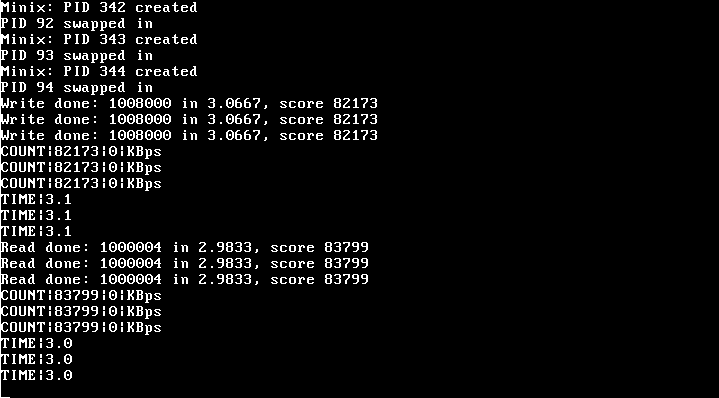 Minix: PID 342 created
PID 92 swapped in
Minix: PID 343 created
PID 93 swapped in
Minix: PID 344 created
PID 94 swapped in
Write done: 1008000 in 3.0667, score 82173
Write done: 1008000 in 3.0667, score 82173
Write done: 1008000 in 3.0667, score 82173
COUNT|82173|0|KBps
COUNT|82173|0|KBps
COUNT|82173|0|KBps
TIME|3.1
TIME|3.1
TIME|3.1
Read done: 1000004 in 2.9833, score 83799
Read done: 1000004 in 2.9833, score 83799
Read done: 1000004 in 2.9833, score 83799
COUNT|83799|0|KBps
COUNT|83799|0|KBps
COUNT|83799|0|KBps
TIME|3.0
TIME|3.0
TIME|3.0